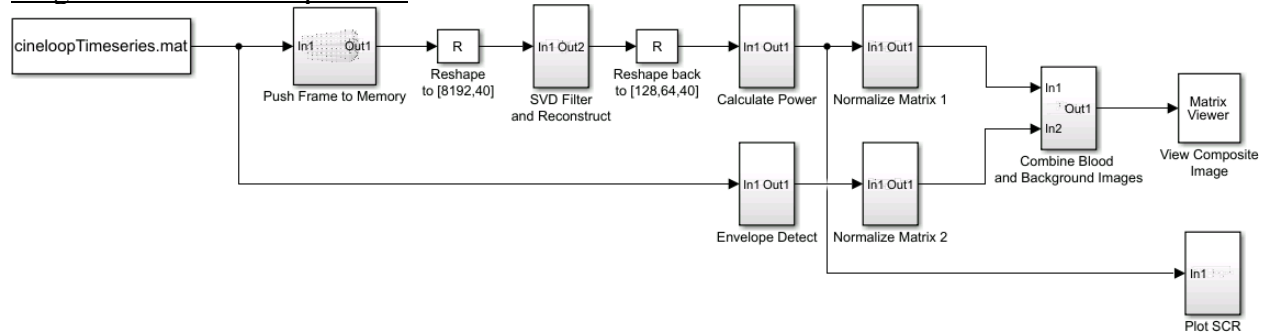 cineloopTimeseries.mat
In1 Out1
Push Frame to Memory
R
Reshape
to [8192,40]
In1 Out2
SVD Filter
and Reconstruct
R
Reshape back
to [128,64,40]
In1 Out1
Calculate Power
In1 Out1
Normalize Matrix 1
In1
Out1
In2
Combine Blood
and Background Images
Matrix
Viewer
View Composite
Image
In1 Out1
Envelope Detect
In1 Out1
Normalize Matrix 2
In1
Plot SCR